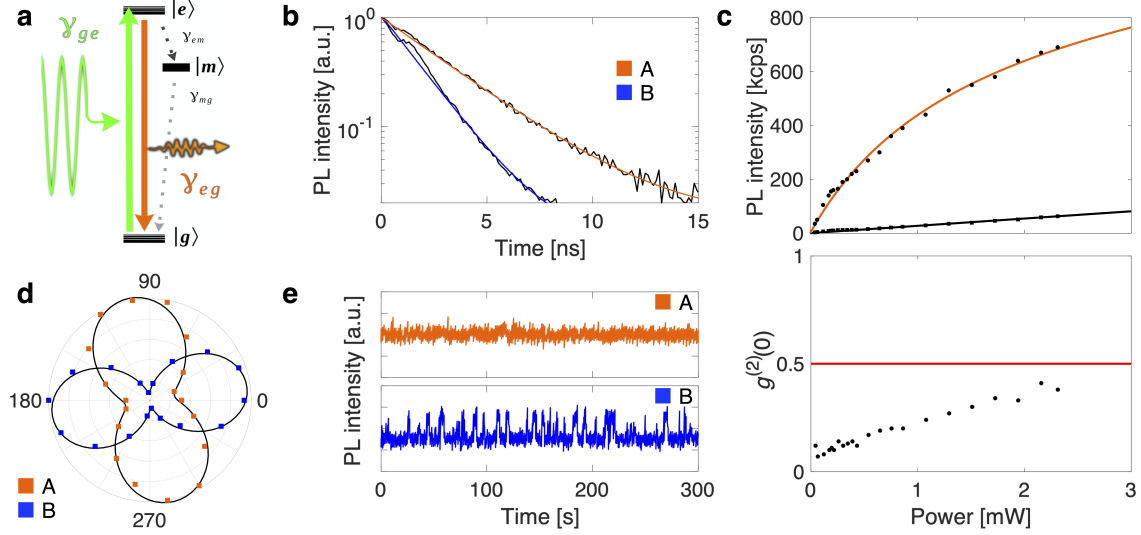 a
|e⟩
γge
γem
|m⟩
γmg
γeg
|g⟩
b
PL intensity [a.u.]
10⁰
10⁻¹
A
B
0
5
10
15
Time [ns]
c
PL intensity [kcps]
800
600
400
200
0
1
0.5
0
g⁽²⁾(0)
0
1
2
3
Power [mW]
d
90
180
0
270
A
B
e
PL intensity [a.u.]
A
B
0
100
200
300
Time [s]